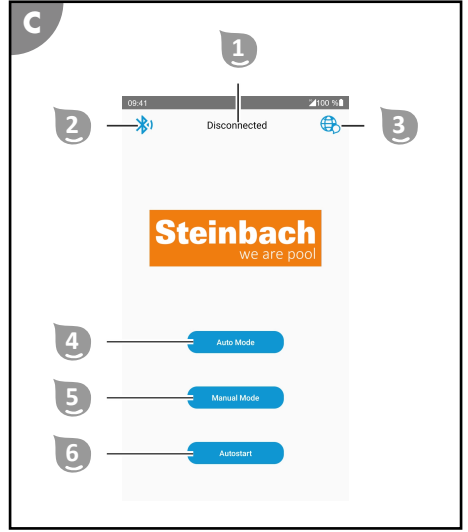 C
1
09:41 100 %
2 Disconnected 3
Steinbach
we are pool
4 Auto Mode
5 Manual Mode
6 Autostart